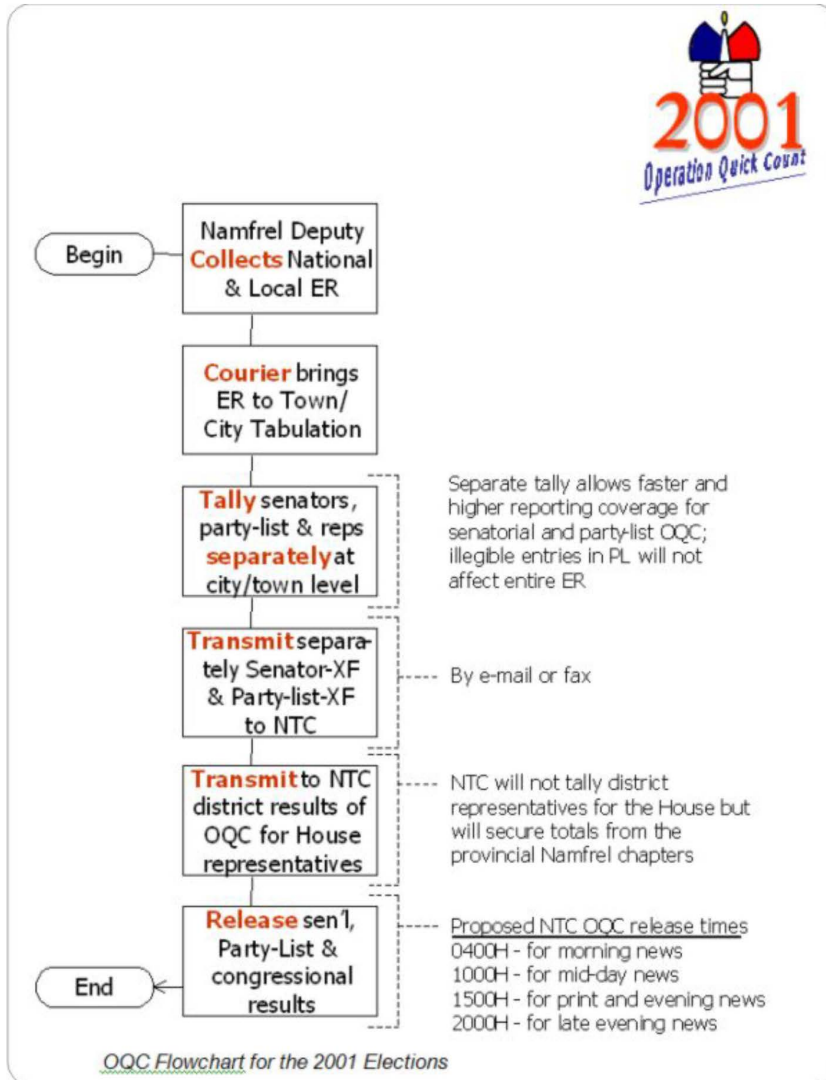 2001
Operation Quick Count
Begin
Namfrel Deputy
Collects National
& Local ER
Courier brings
ER to Town/
City Tabulation
Tally senators,
party-list & reps
separately at
city/town level
Separate tally allows faster and
higher reporting coverage for
senatorial and party-list OQC;
illegible entries in PL will not
affect entire ER
Transmit separa-
tely Senator-XF
& Party-list-XF
to NTC
By e-mail or fax
Transmit to NTC
district results of
OQC for House
representatives
NTC will not tally district
representatives for the House but
will secure totals from the
provincial Namfrel chapters
Release sen'l,
Party-List &
congressional
results
End
Proposed NTC OQC release times
0400H - for morning news
1000H - for mid-day news
1500H - for print and evening news
2000H - for late evening news
OQC Flowchart for the 2001 Elections